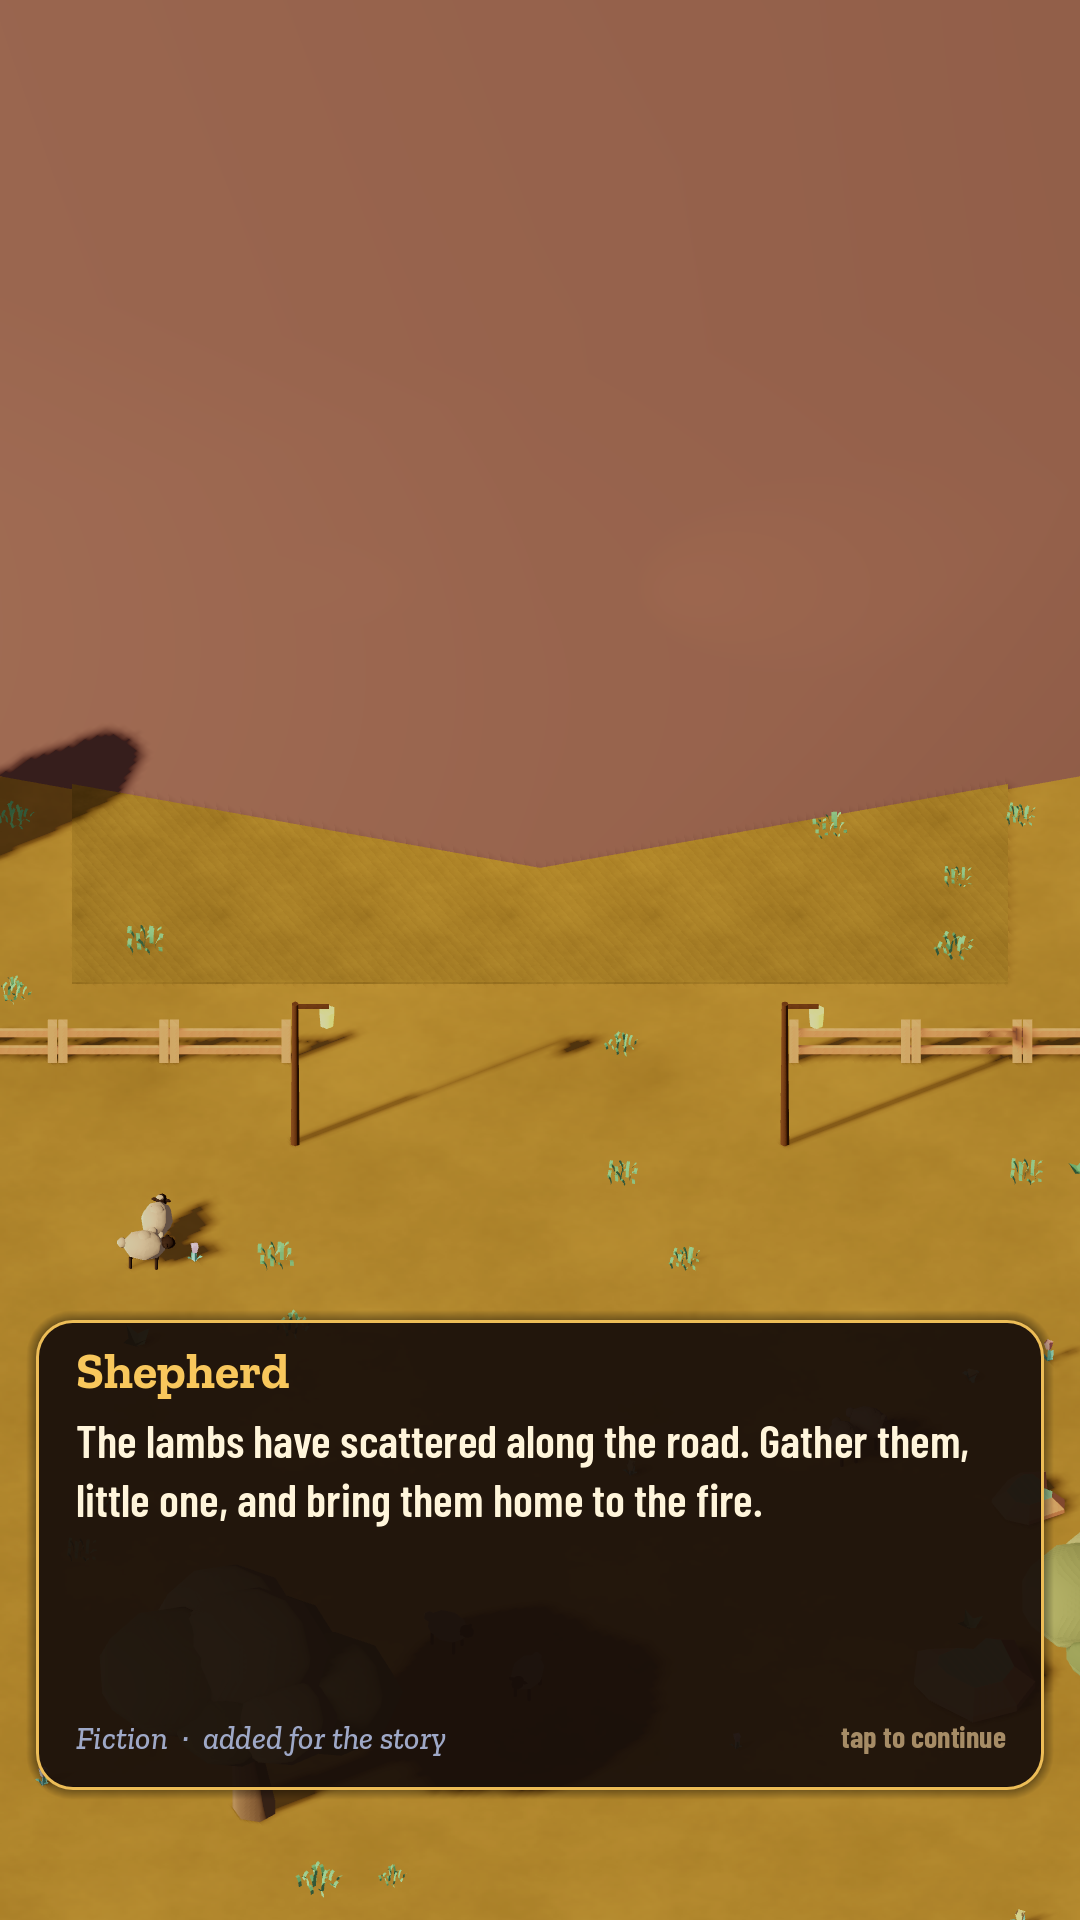 Shepherd
The lambs have scattered along the road. Gather them,
little one, and bring them home to the fire.
Fiction · added for the story
tap to continue